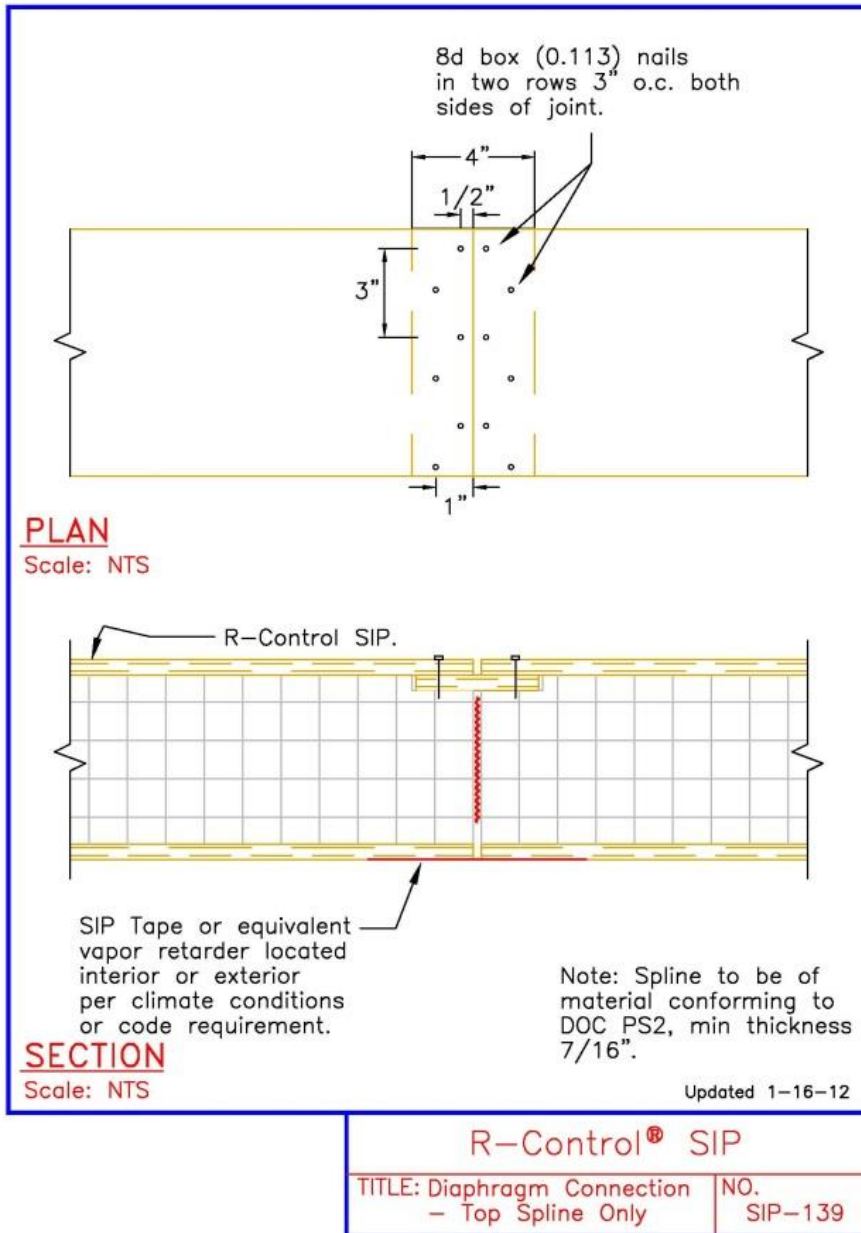 8d box (0.113) nails
in two rows 3" o.c. both
sides of joint.
4"
1/2"
3"
1"
PLAN
Scale: NTS
R-Control SIP.
SIP Tape or equivalent
vapor retarder located
interior or exterior
per climate conditions
or code requirement.
Note: Spline to be of
material conforming to
DOC PS2, min thickness
7/16".
SECTION
Scale: NTS
Updated 1-16-12
R-Control® SIP
TITLE: Diaphragm Connection
- Top Spline Only
NO.
SIP-139